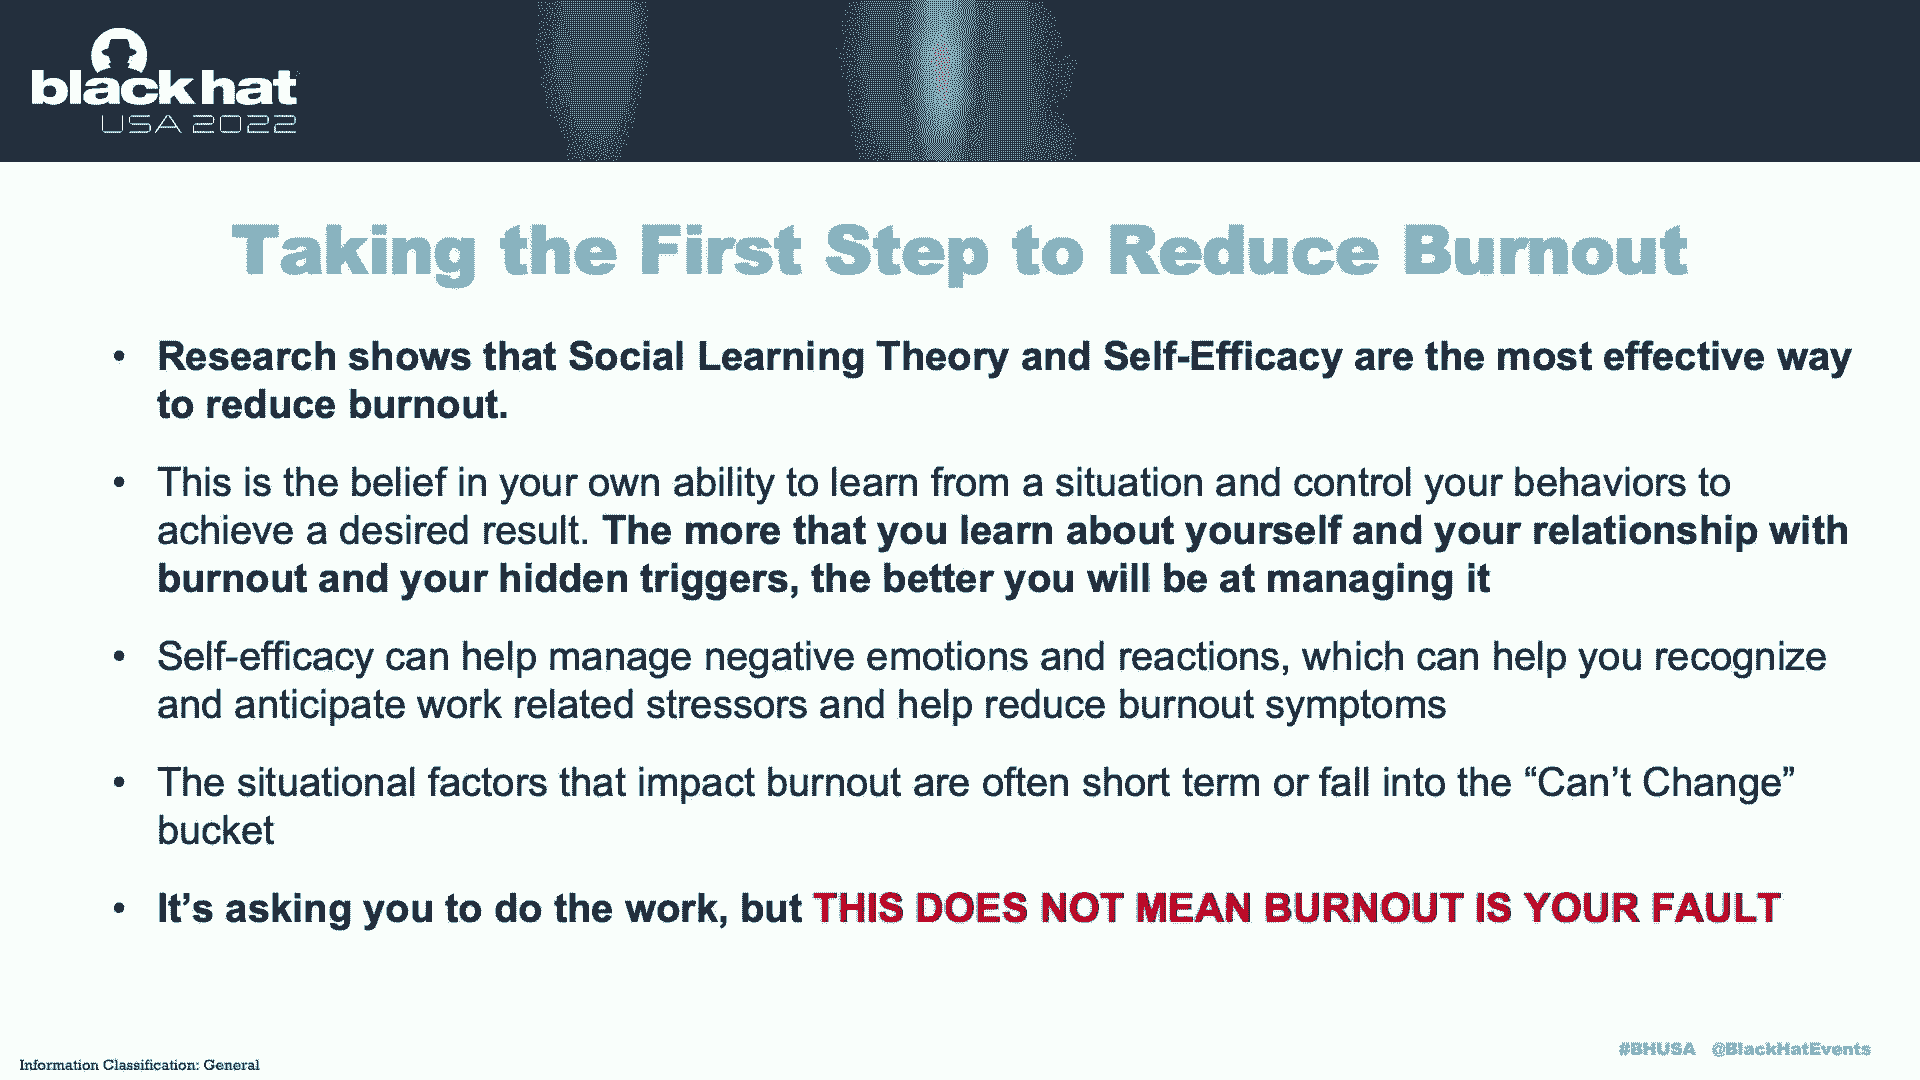 black hat
USA 2022
Taking the First Step to Reduce Burnout
• Research shows that Social Learning Theory and Self-Efficacy are the most effective way
to reduce burnout.
• This is the belief in your own ability to learn from a situation and control your behaviors to
achieve a desired result. The more that you learn about yourself and your relationship with
burnout and your hidden triggers, the better you will be at managing it
• Self-efficacy can help manage negative emotions and reactions, which can help you recognize
and anticipate work related stressors and help reduce burnout symptoms
• The situational factors that impact burnout are often short term or fall into the “Can’t Change”
bucket
• It’s asking you to do the work, but THIS DOES NOT MEAN BURNOUT IS YOUR FAULT
#BHUSA @BlackHatEvents
Information Classification: General